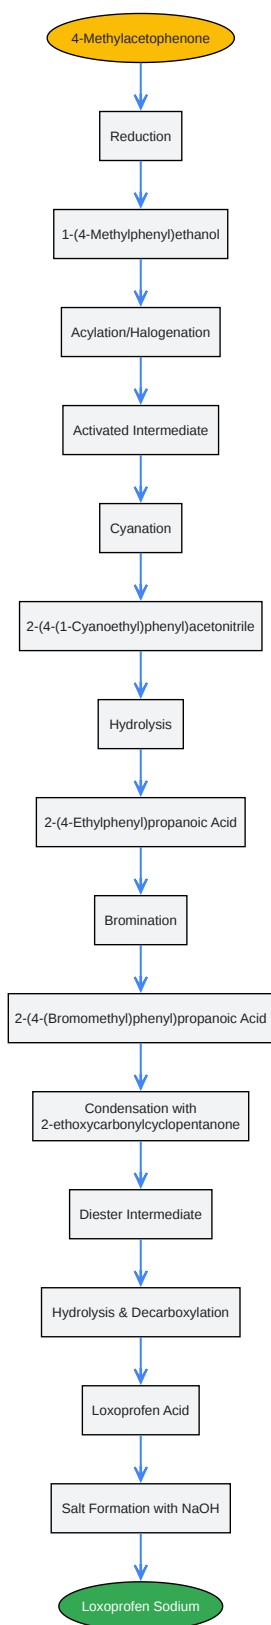 4-Methylacetophenone
Reduction
1-(4-Methylphenyl)ethanol
Acylation/Halogenation
Activated Intermediate
Cyanation
2-(4-(1-Cyanoethyl)phenyl)acetonitrile
Hydrolysis
2-(4-Ethylphenyl)propanoic Acid
Bromination
2-(4-(Bromomethyl)phenyl)propanoic Acid
Condensation with
2-ethoxycarbonylcyclopentanone
Diester Intermediate
Hydrolysis & Decarboxylation
Loxoprofen Acid
Salt Formation with NaOH
Loxoprofen Sodium